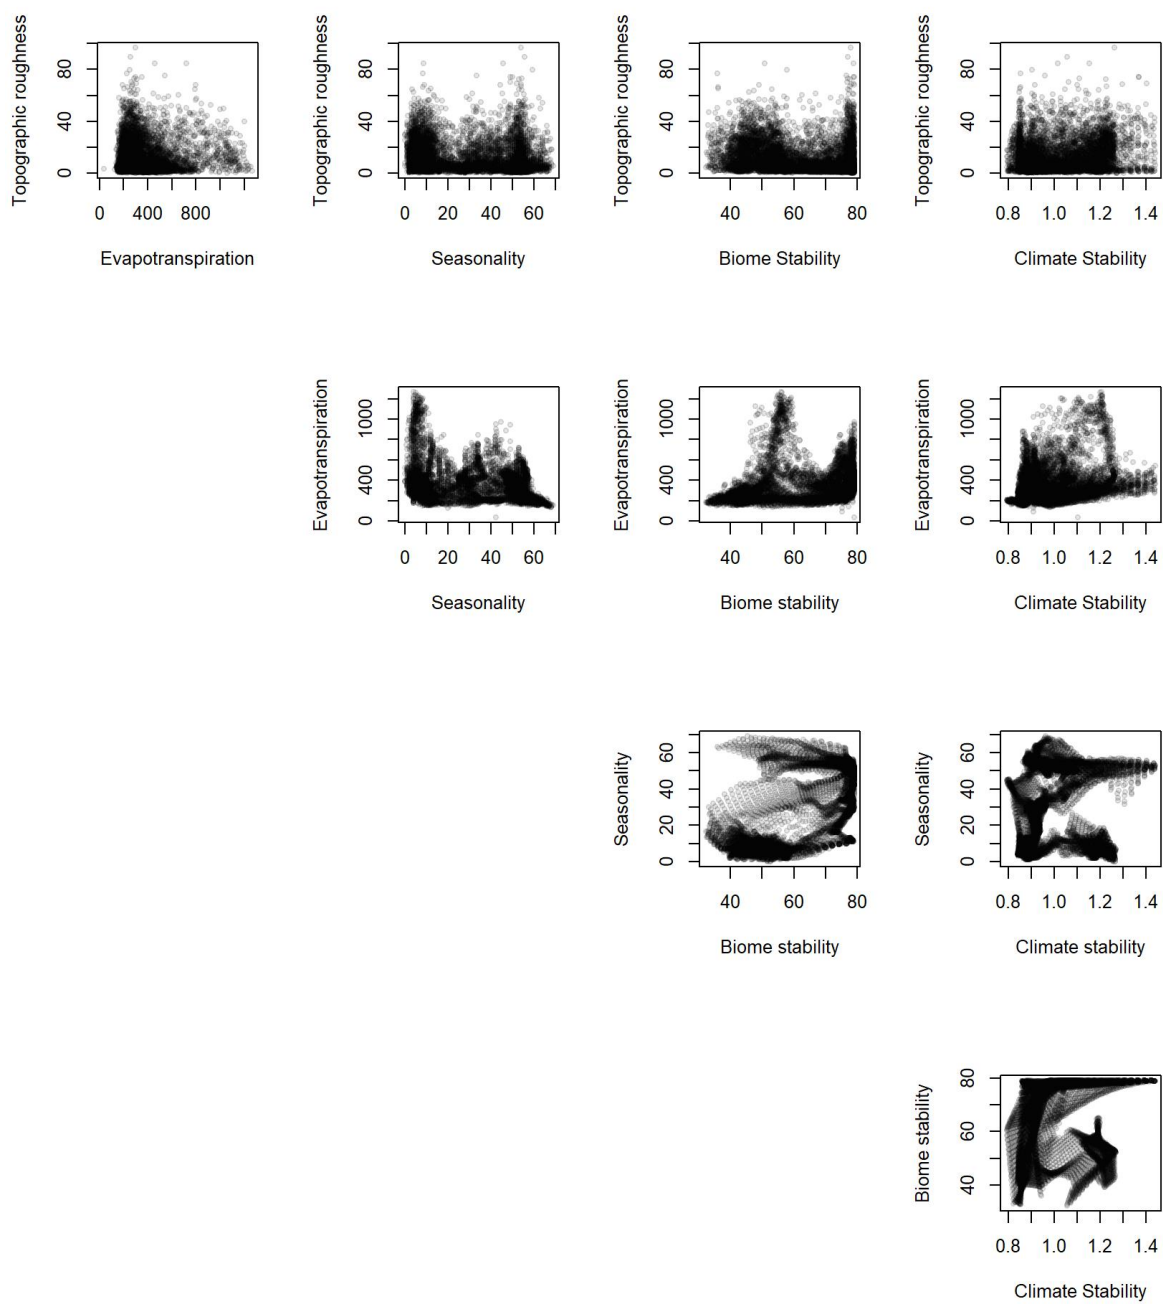 Topographic roughness
80
40
0
0 400 800
Evapotranspiration
Topographic roughness
80
40
0
0 20 40 60
Seasonality
Topographic roughness
80
40
0
40 60 80
Biome Stability
Topographic roughness
80
40
0
0.8 1.0 1.2 1.4
Climate Stability
Evapotranspiration
1000
400
0
0 20 40 60
Seasonality
Evapotranspiration
1000
400
0
40 60 80
Biome stability
Evapotranspiration
1000
400
0
0.8 1.0 1.2 1.4
Climate Stability
Seasonality
60
40
20
0
40 60 80
Biome stability
Seasonality
60
40
20
0
0.8 1.0 1.2 1.4
Climate stability
Biome stability
80
60
40
0.8 1.0 1.2 1.4
Climate Stability